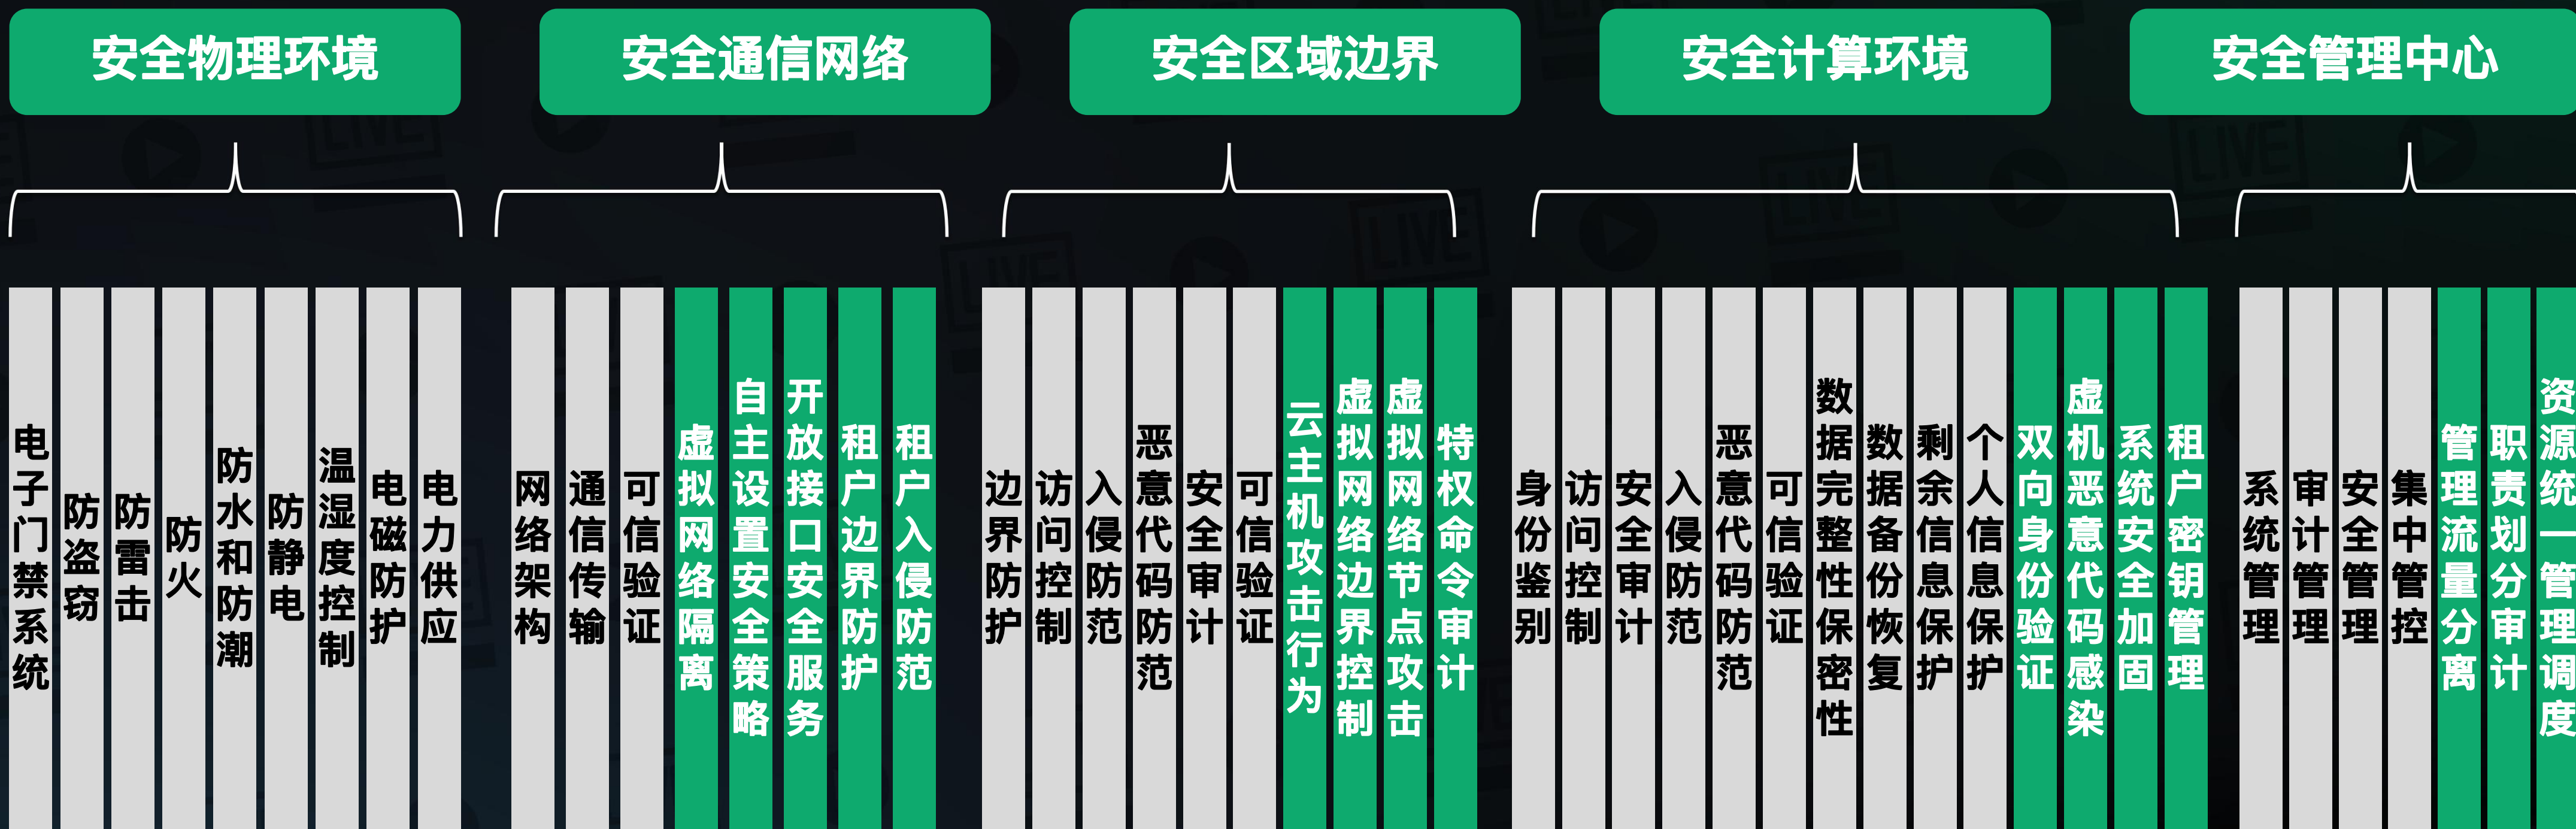 安全物理环境
安全通信网络
安全区域边界
安全计算环境
安全管理中心
电子门禁系统
防盗窃
防雷击
防火
防水和防潮
防静电
温湿度控制
电磁防护
电力供应
网络架构
通信传输
可信验证
虚拟网络隔离
自主设置安全策略
开放接口安全服务
租户边界防护
租户入侵防范
边界防护
访问控制
入侵防范
恶意代码防范
安全审计
可信验证
云主机攻击行为
虚拟网络边界控制
虚拟网络节点攻击
特权命令审计
身份鉴别
访问控制
安全审计
入侵防范
恶意代码防范
可信验证
数据完整性保密性
数据备份恢复
剩余信息保护
个人信息保护
双向身份验证
虚机恶意代码感染
系统安全加固
租户密钥管理
系统管理
审计管理
安全管理
集中管控
管理流量分离
职责划分审计
资源统一管理调度
LIVE
LIVE
LIVE
LIVE
LIVE